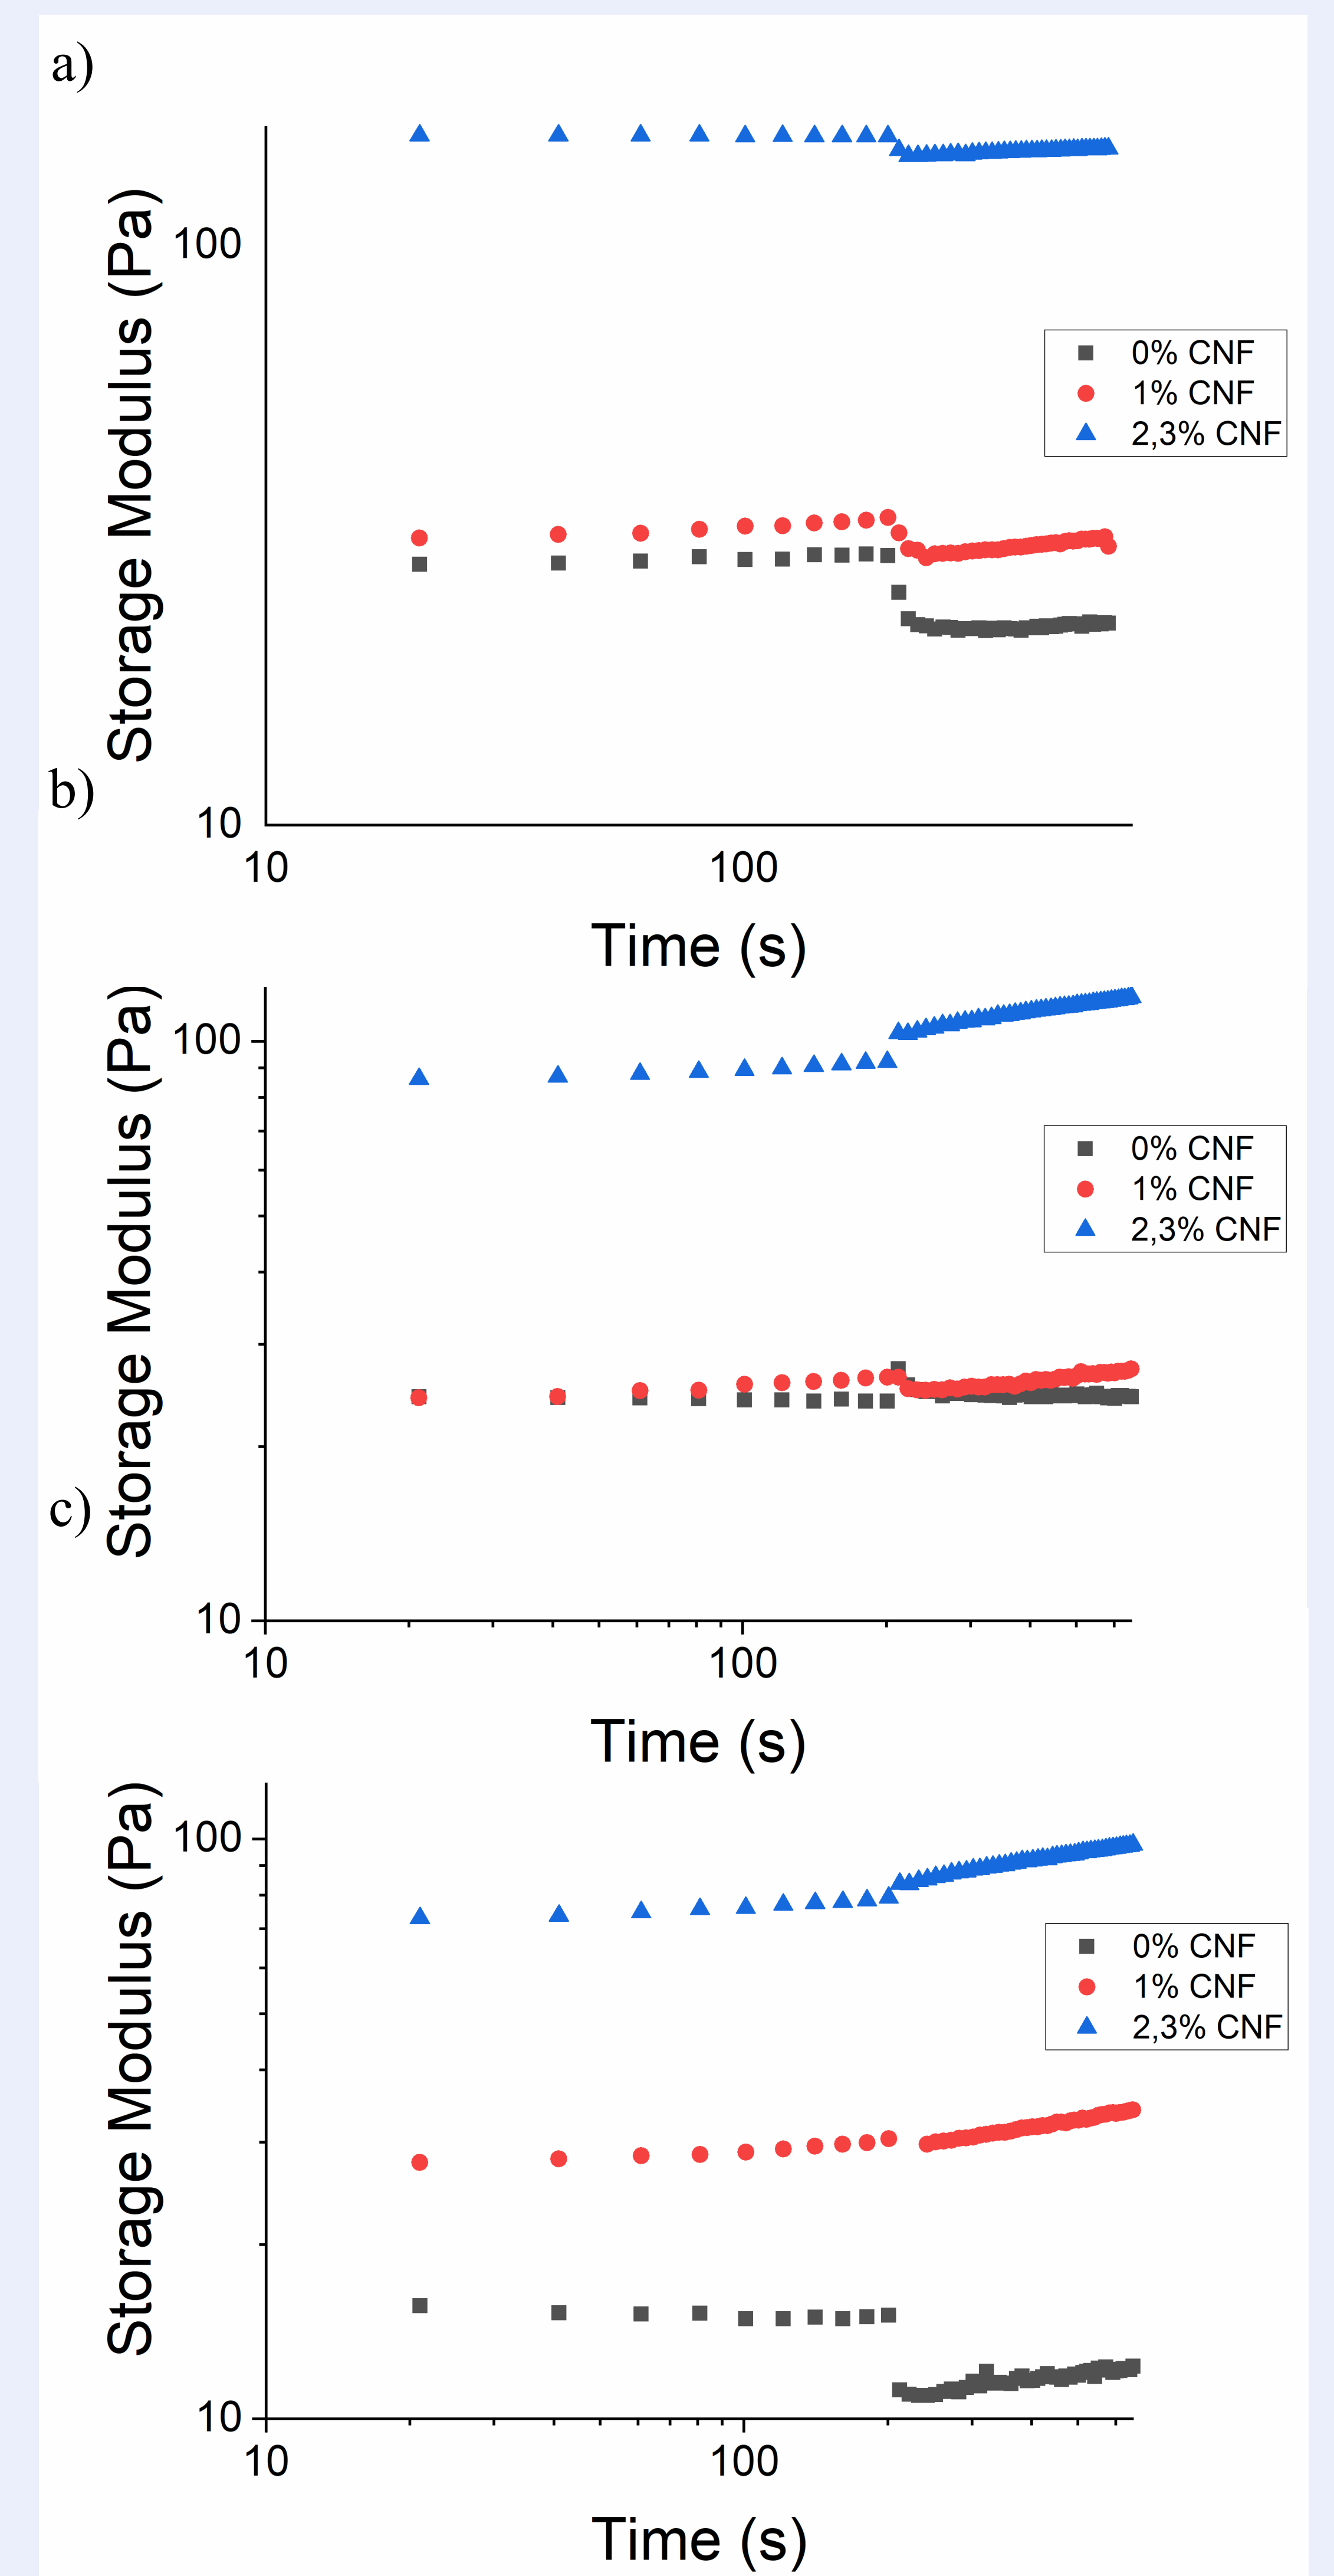 a)
Storage Modulus (Pa)
100
10
0% CNF
1% CNF
2,3% CNF
10
100
Time (s)
b)
Storage Modulus (Pa)
100
10
0% CNF
1% CNF
2,3% CNF
10
100
Time (s)
c)
Storage Modulus (Pa)
100
10
0% CNF
1% CNF
2,3% CNF
10
100
Time (s)